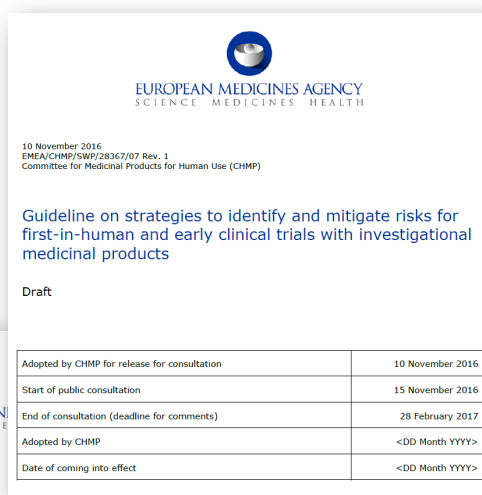 EUROPEAN MEDICINES AGENCY
SCIENCE MEDICINES HEALTH
10 November 2016
EMEA/CHMP/SWP/28367/07 Rev. 1
Committee for Medicinal Products for Human Use (CHMP)
Guideline on strategies to identify and mitigate risks for
first-in-human and early clinical trials with investigational
medicinal products
Draft
Adopted by CHMP for release for consultation 10 November 2016
Start of public consultation 15 November 2016
End of consultation (deadline for comments) 28 February 2017
Adopted by CHMP <DD Month YYYY>
Date of coming into effect <DD Month YYYY>